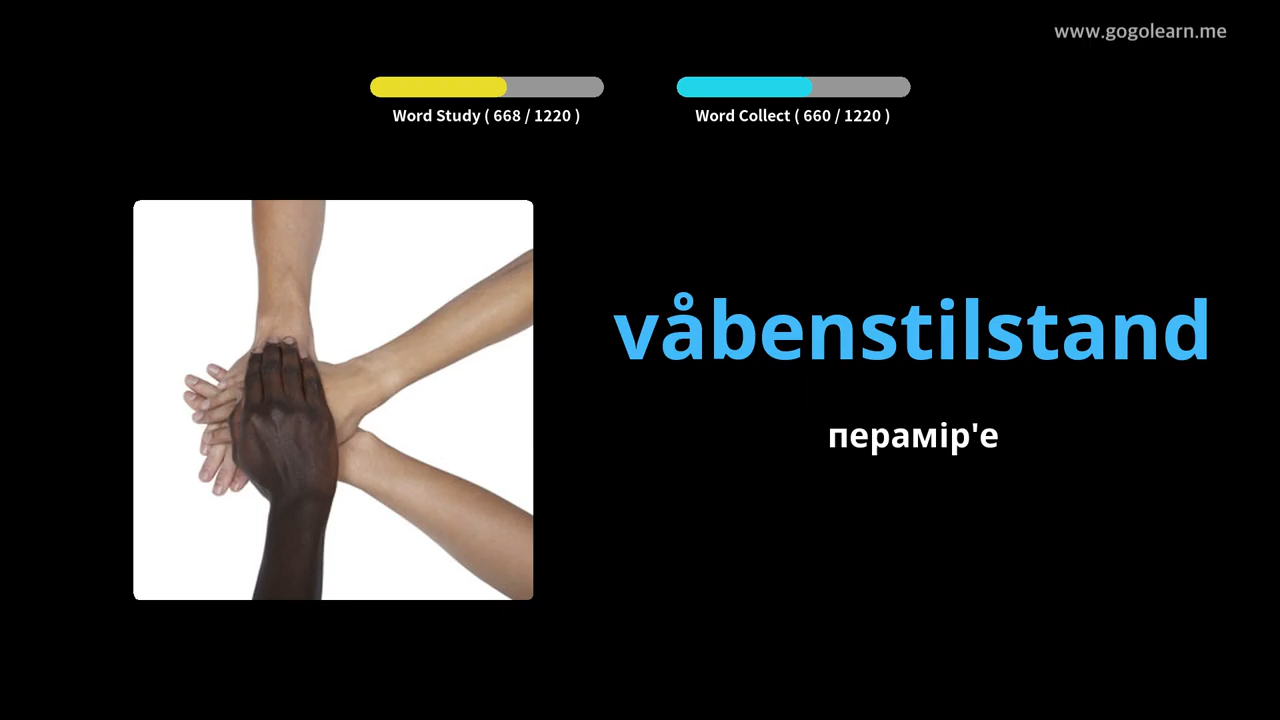 www.gogolearn.me
Word Study ( 668 / 1220 )
Word Collect ( 660 / 1220 )
våbenstilstand
перамір'е